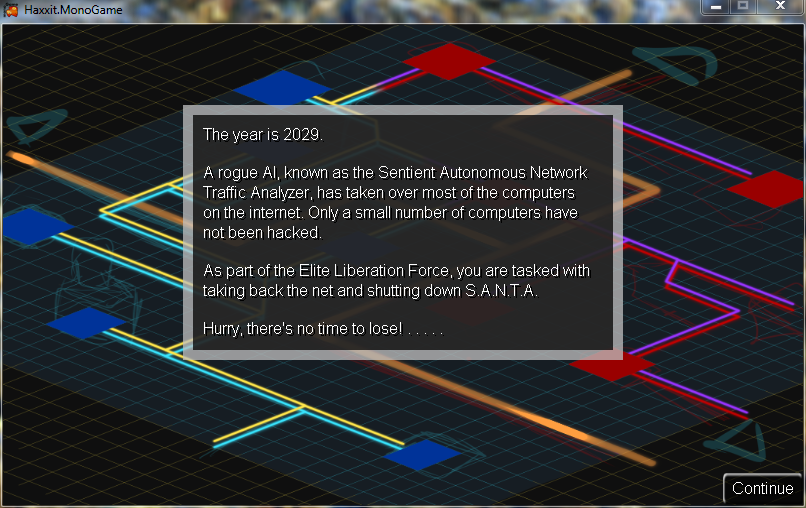 Haxxit.MonoGame
The year is 2029.
A rogue AI, known as the Sentient Autonomous Network
Traffic Analyzer, has taken over most of the computers
on the internet. Only a small number of computers have
not been hacked.
As part of the Elite Liberation Force, you are tasked with
taking back the net and shutting down S.A.N.T.A.
Hurry, there's no time to lose! . . . . .
Continue